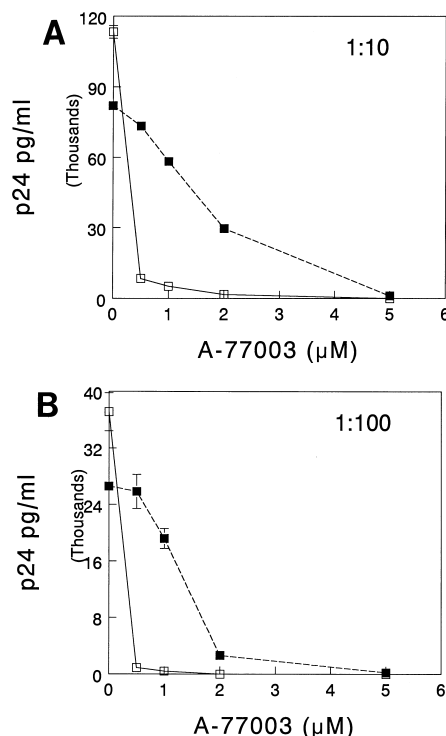 A
1:10
120
90
60
30
0
p24 pg/ml
(Thousands)
0 1 2 3 4 5 6
A-77003 (µM)
B
1:100
40
32
24
16
8
0
p24 pg/ml
(Thousands)
0 1 2 3 4 5 6
A-77003 (µM)